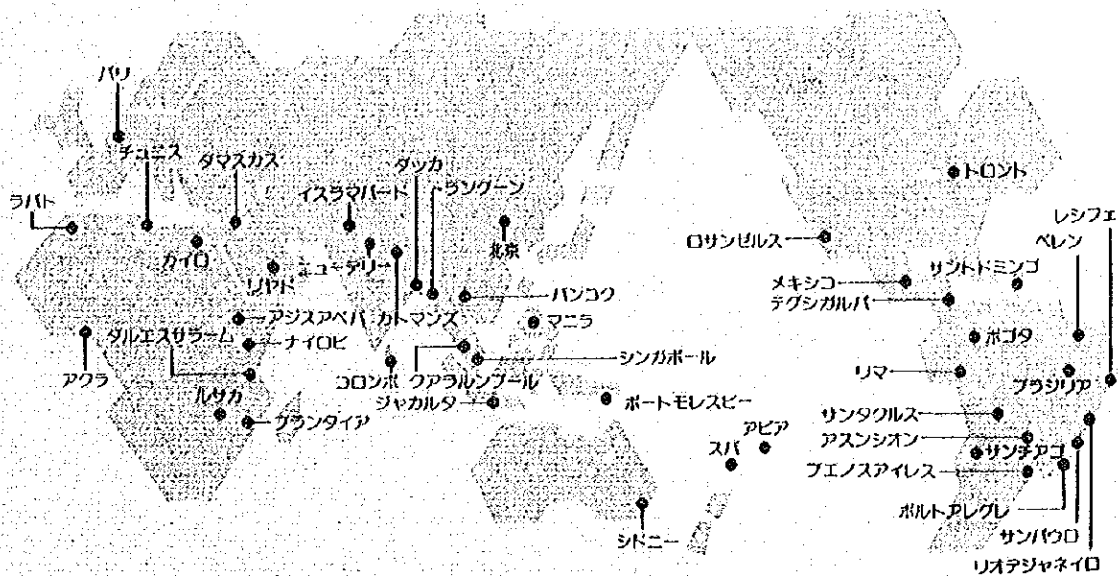 パリ
チュニス
ダマスカス
ダッカ
ラングーン
イスラマバード
トロント
ラバト
レシフェ
ベレン
カイロ
北京
ロサンゼルス
ニューデリー
リヤド
サントドミンゴ
メキシコ
テグシガルパ
バンコク
アジスアベバ
カトマンズ
マニラ
ダルエスサラーム
ナイロビ
ボゴタ
シンガポール
アクラ
コロンボ
クアラルンプール
リマ
ブラジリア
ジャカルタ
ポートモレスビー
ルサカ
サンタクルス
ブランタイア
アピア
アスンシオン
スバ
サンチアゴ
ブエノスアイレス
ポルトアレグレ
シドニー
サンパウロ
リオデジャネイロ